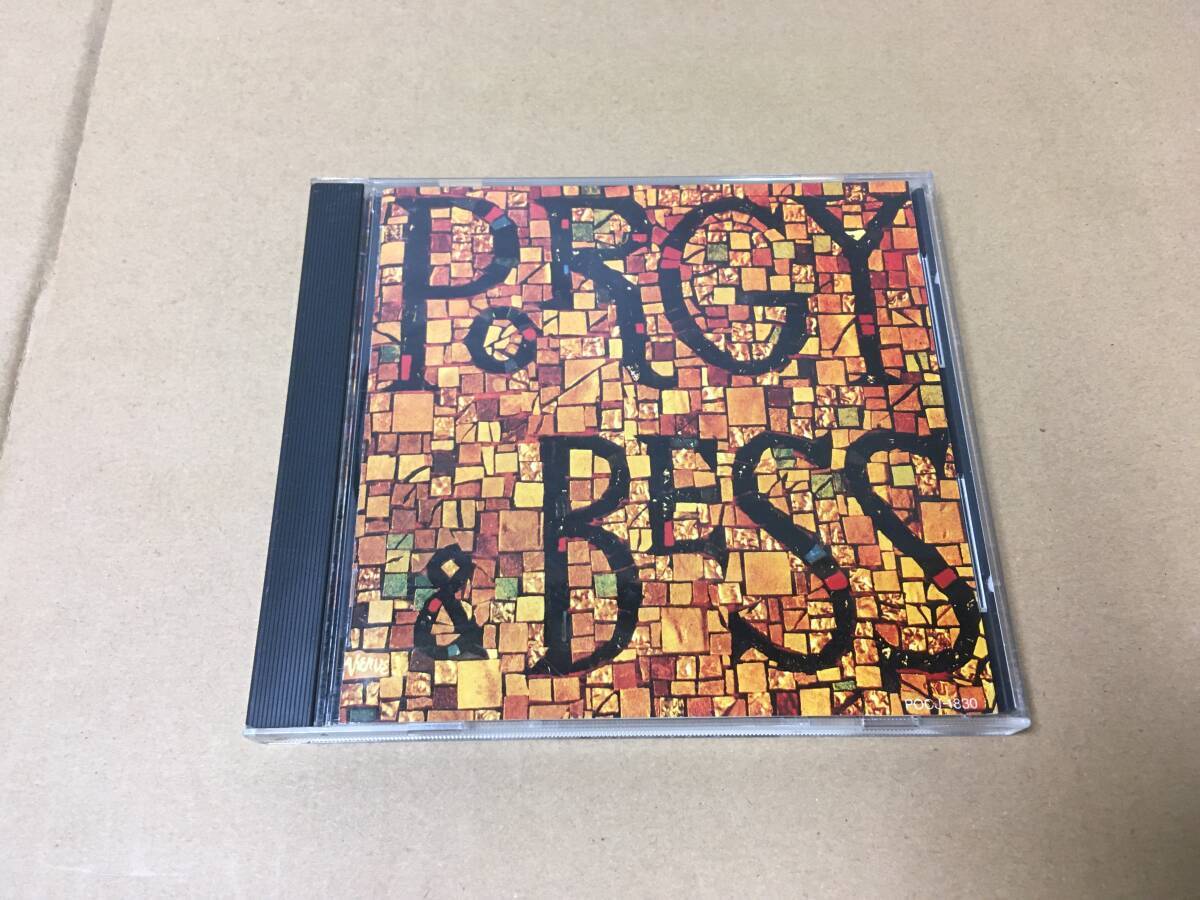 PORGY
& BESS
Verve
POCJ-1830